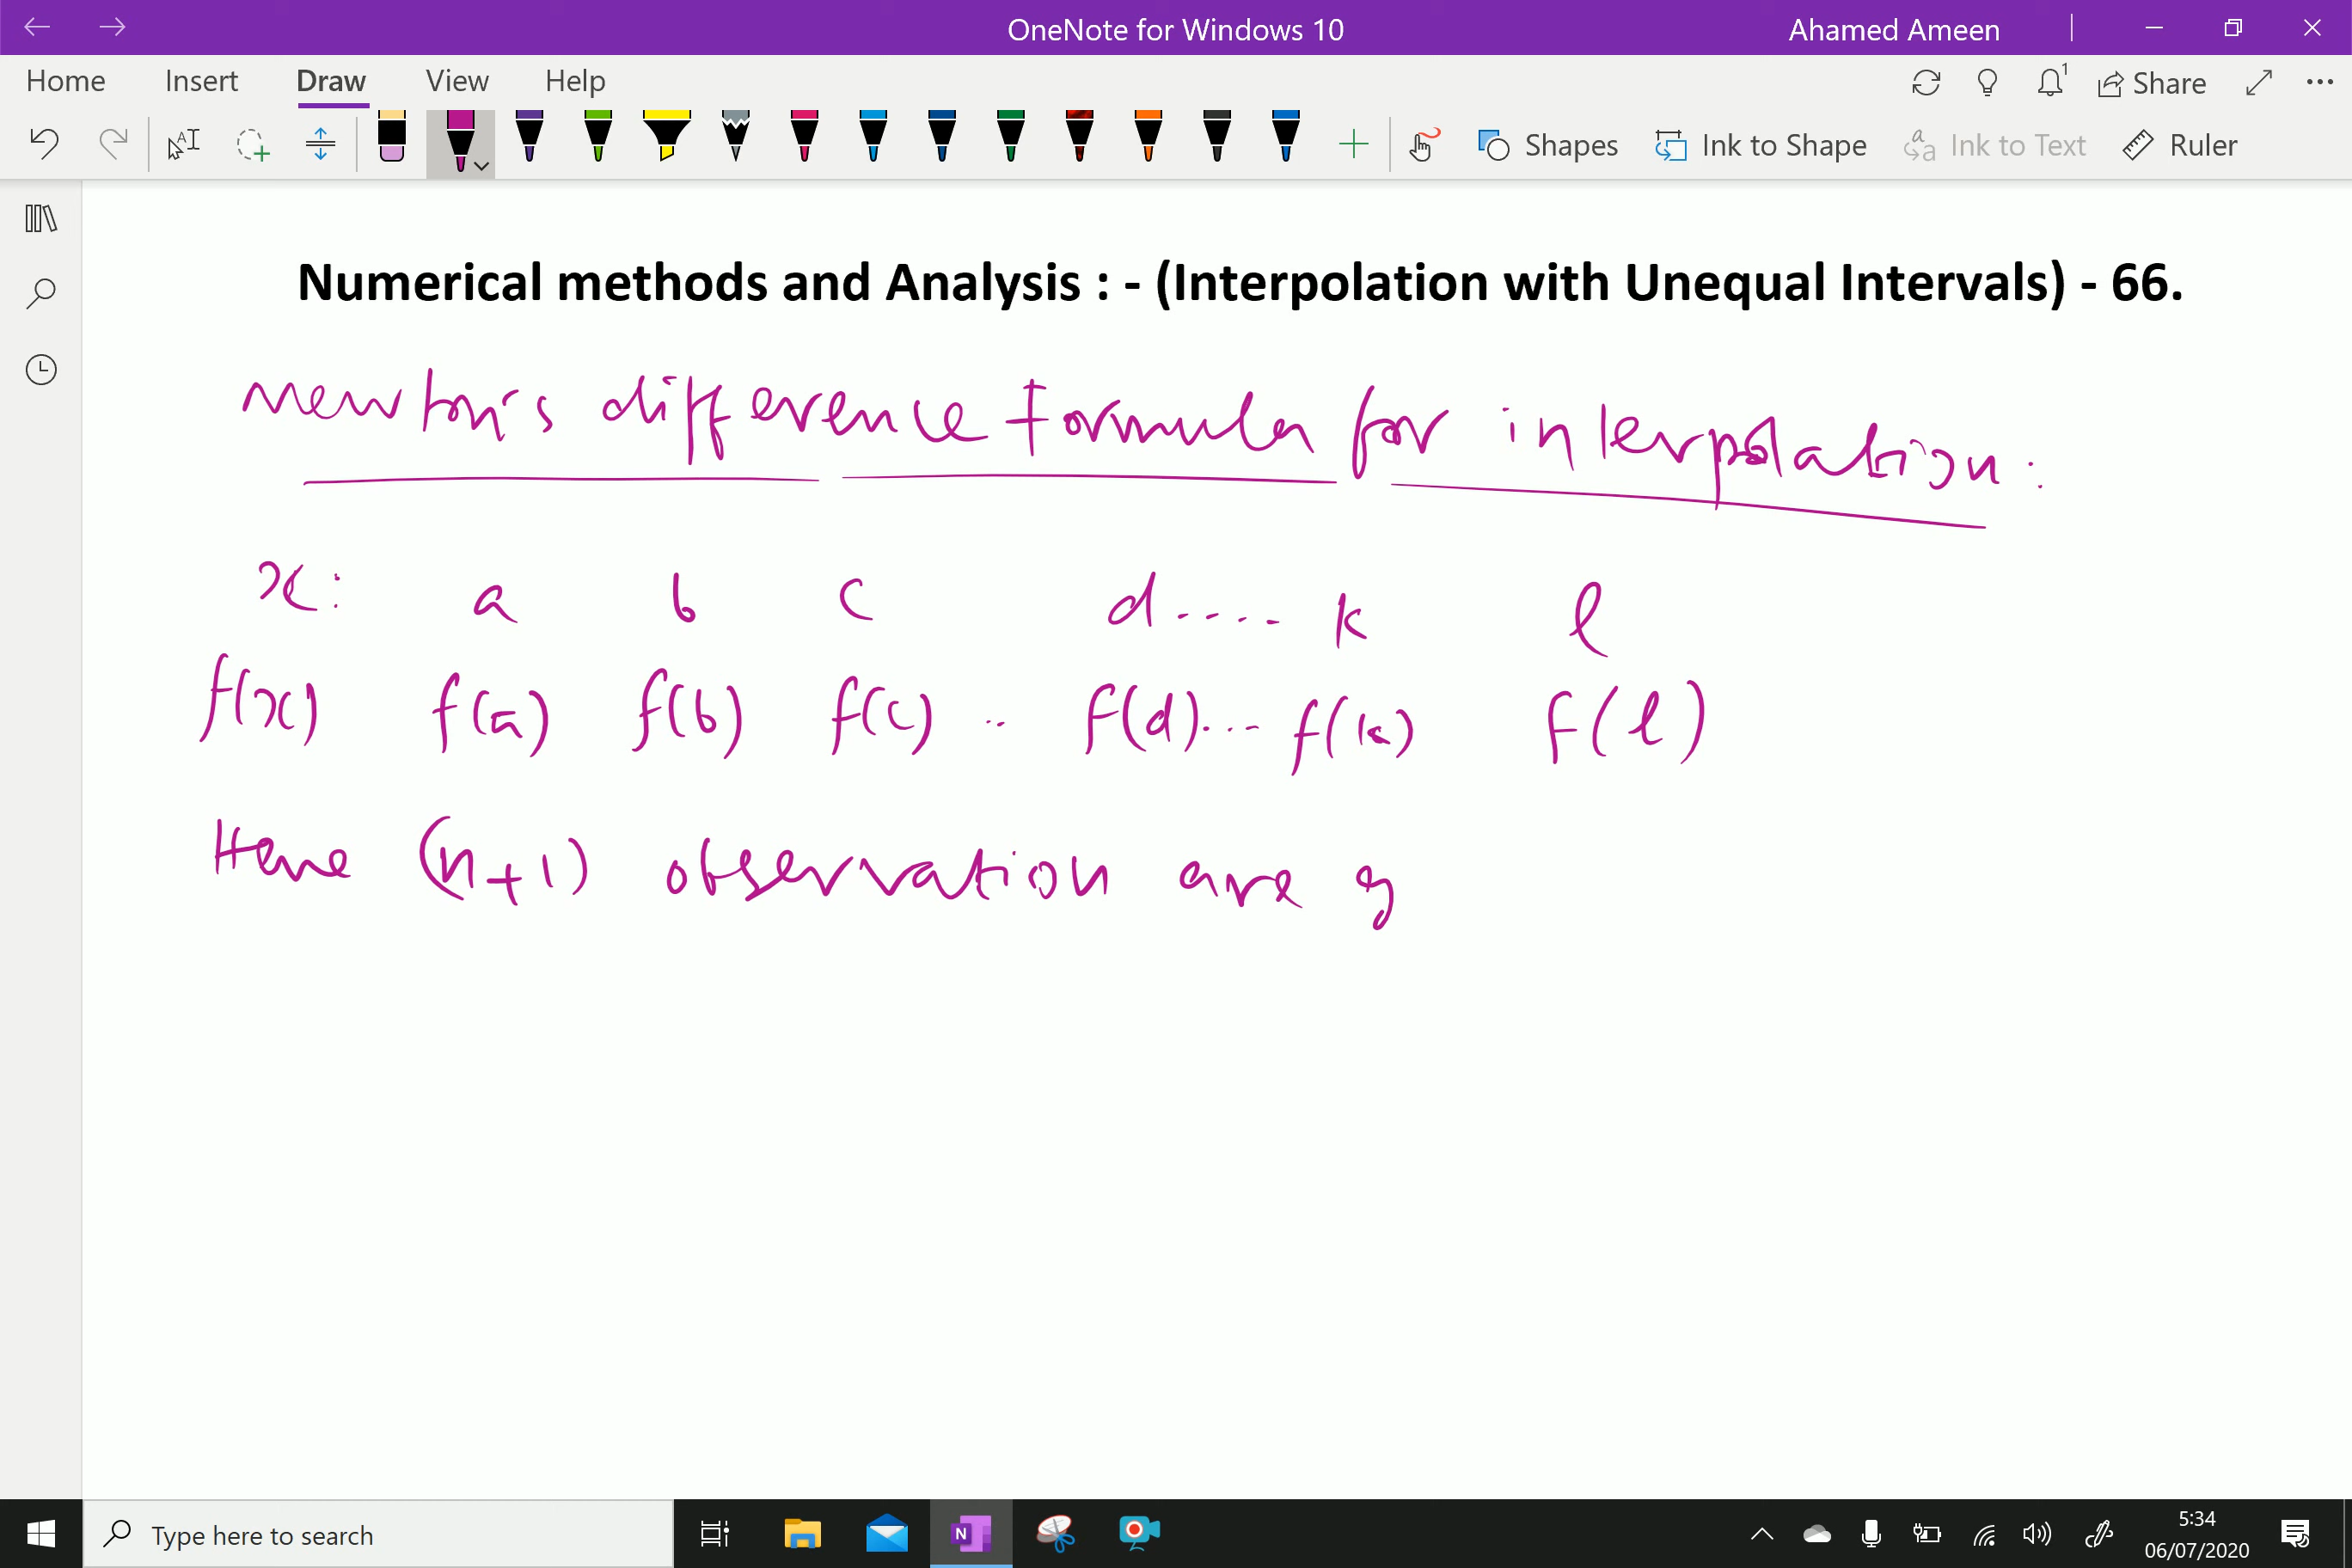 OneNote for Windows 10 Ahamed Ameen
Home Insert Draw View Help 1 Share
Shapes Ink to Shape Ink to Text Ruler
Numerical methods and Analysis : - (Interpolation with Unequal Intervals) - 66.
Newton's difference formula for interpolation :
x : a b c d .... k l
f(x) f(a) f(b) f(c) .. f(d) ... f(k) f(l)
Here (n+1) observation are g
Type here to search
5:34
06/07/2020